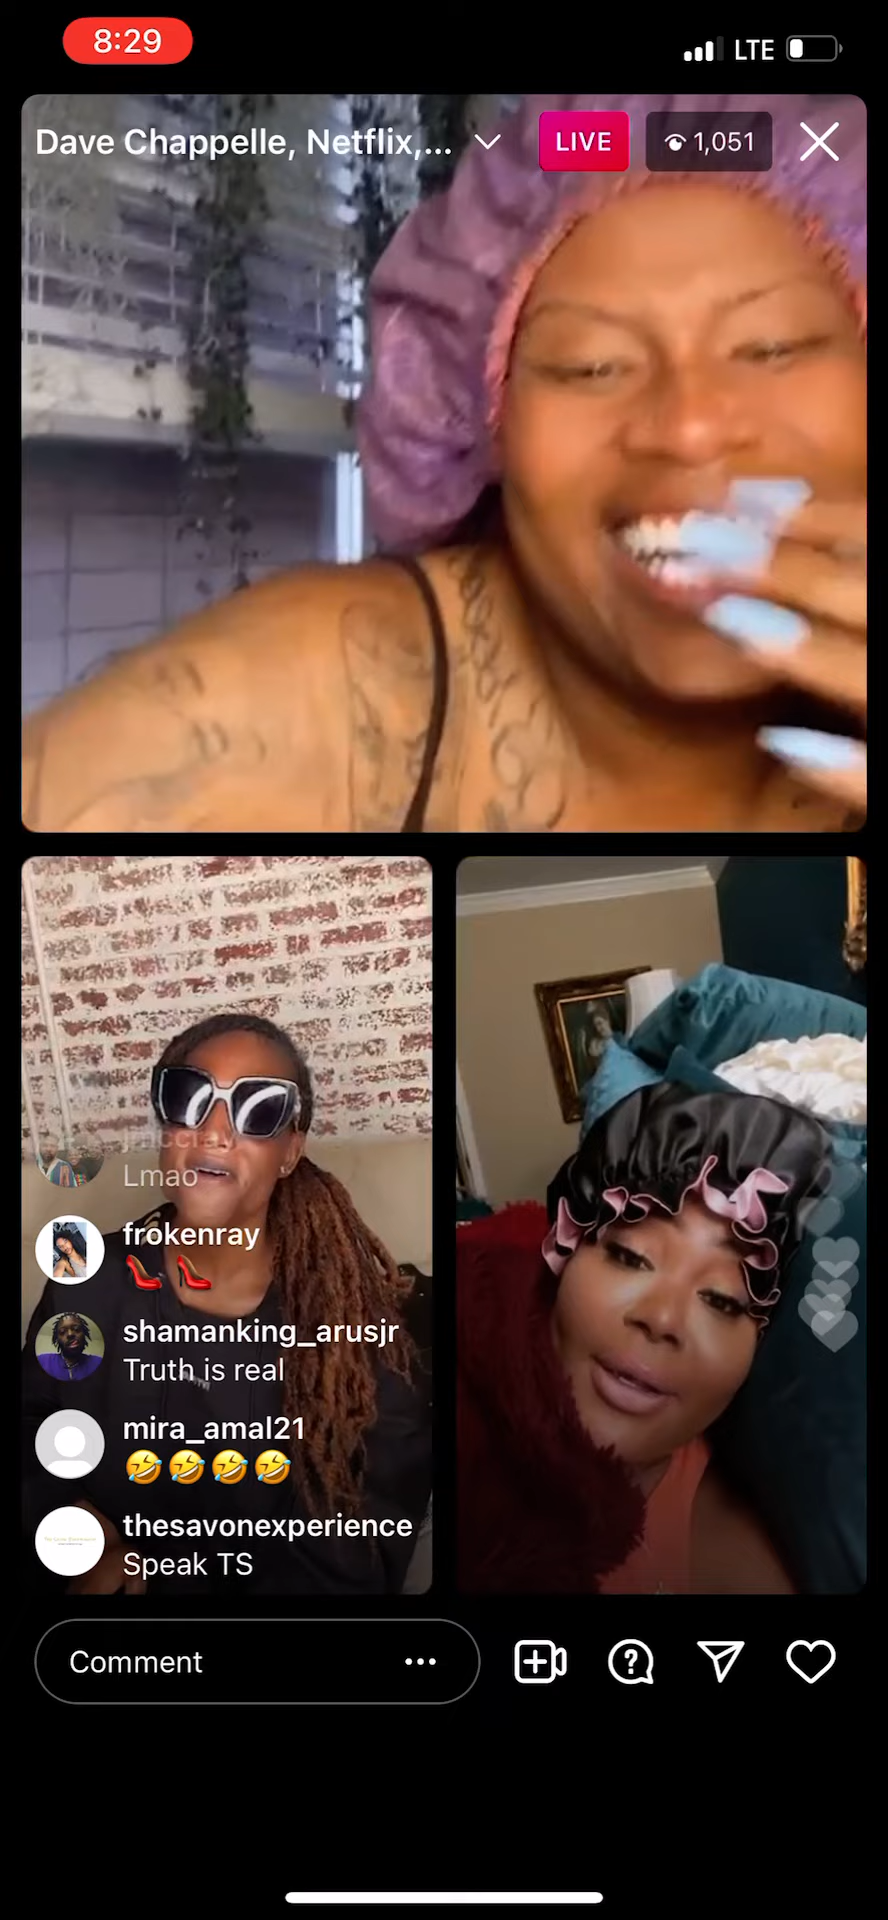 8:29
LTE
Dave Chappelle, Netflix,...
LIVE
1,051
Lmao
frokenray
👠 👠
shamanking_arusjr
Truth is real
mira_amal21
🤣🤣🤣🤣
thesavonexperience
Speak TS
Comment